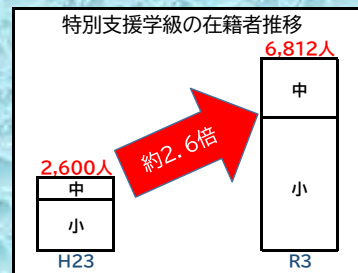 特別支援学級の在籍者推移
6,812人
中
約2.6倍
2,600人
中
小
小
H23
R3